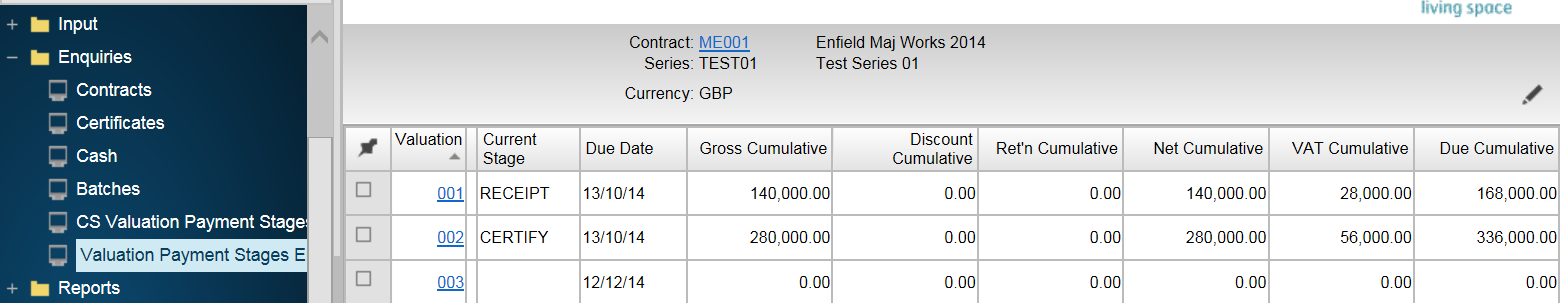 living space
Input
Enquiries
Contracts
Certificates
Cash
Batches
CS Valuation Payment Stages
Valuation Payment Stages E
Reports
Contract: ME001 Enfield Maj Works 2014
Series: TEST01 Test Series 01
Currency: GBP
Valuation Current Stage Due Date Gross Cumulative Discount Cumulative Ret'n Cumulative Net Cumulative VAT Cumulative Due Cumulative
001 RECEIPT 13/10/14 140,000.00 0.00 0.00 140,000.00 28,000.00 168,000.00
002 CERTIFY 13/10/14 280,000.00 0.00 0.00 280,000.00 56,000.00 336,000.00
003 12/12/14 0.00 0.00 0.00 0.00 0.00 0.00